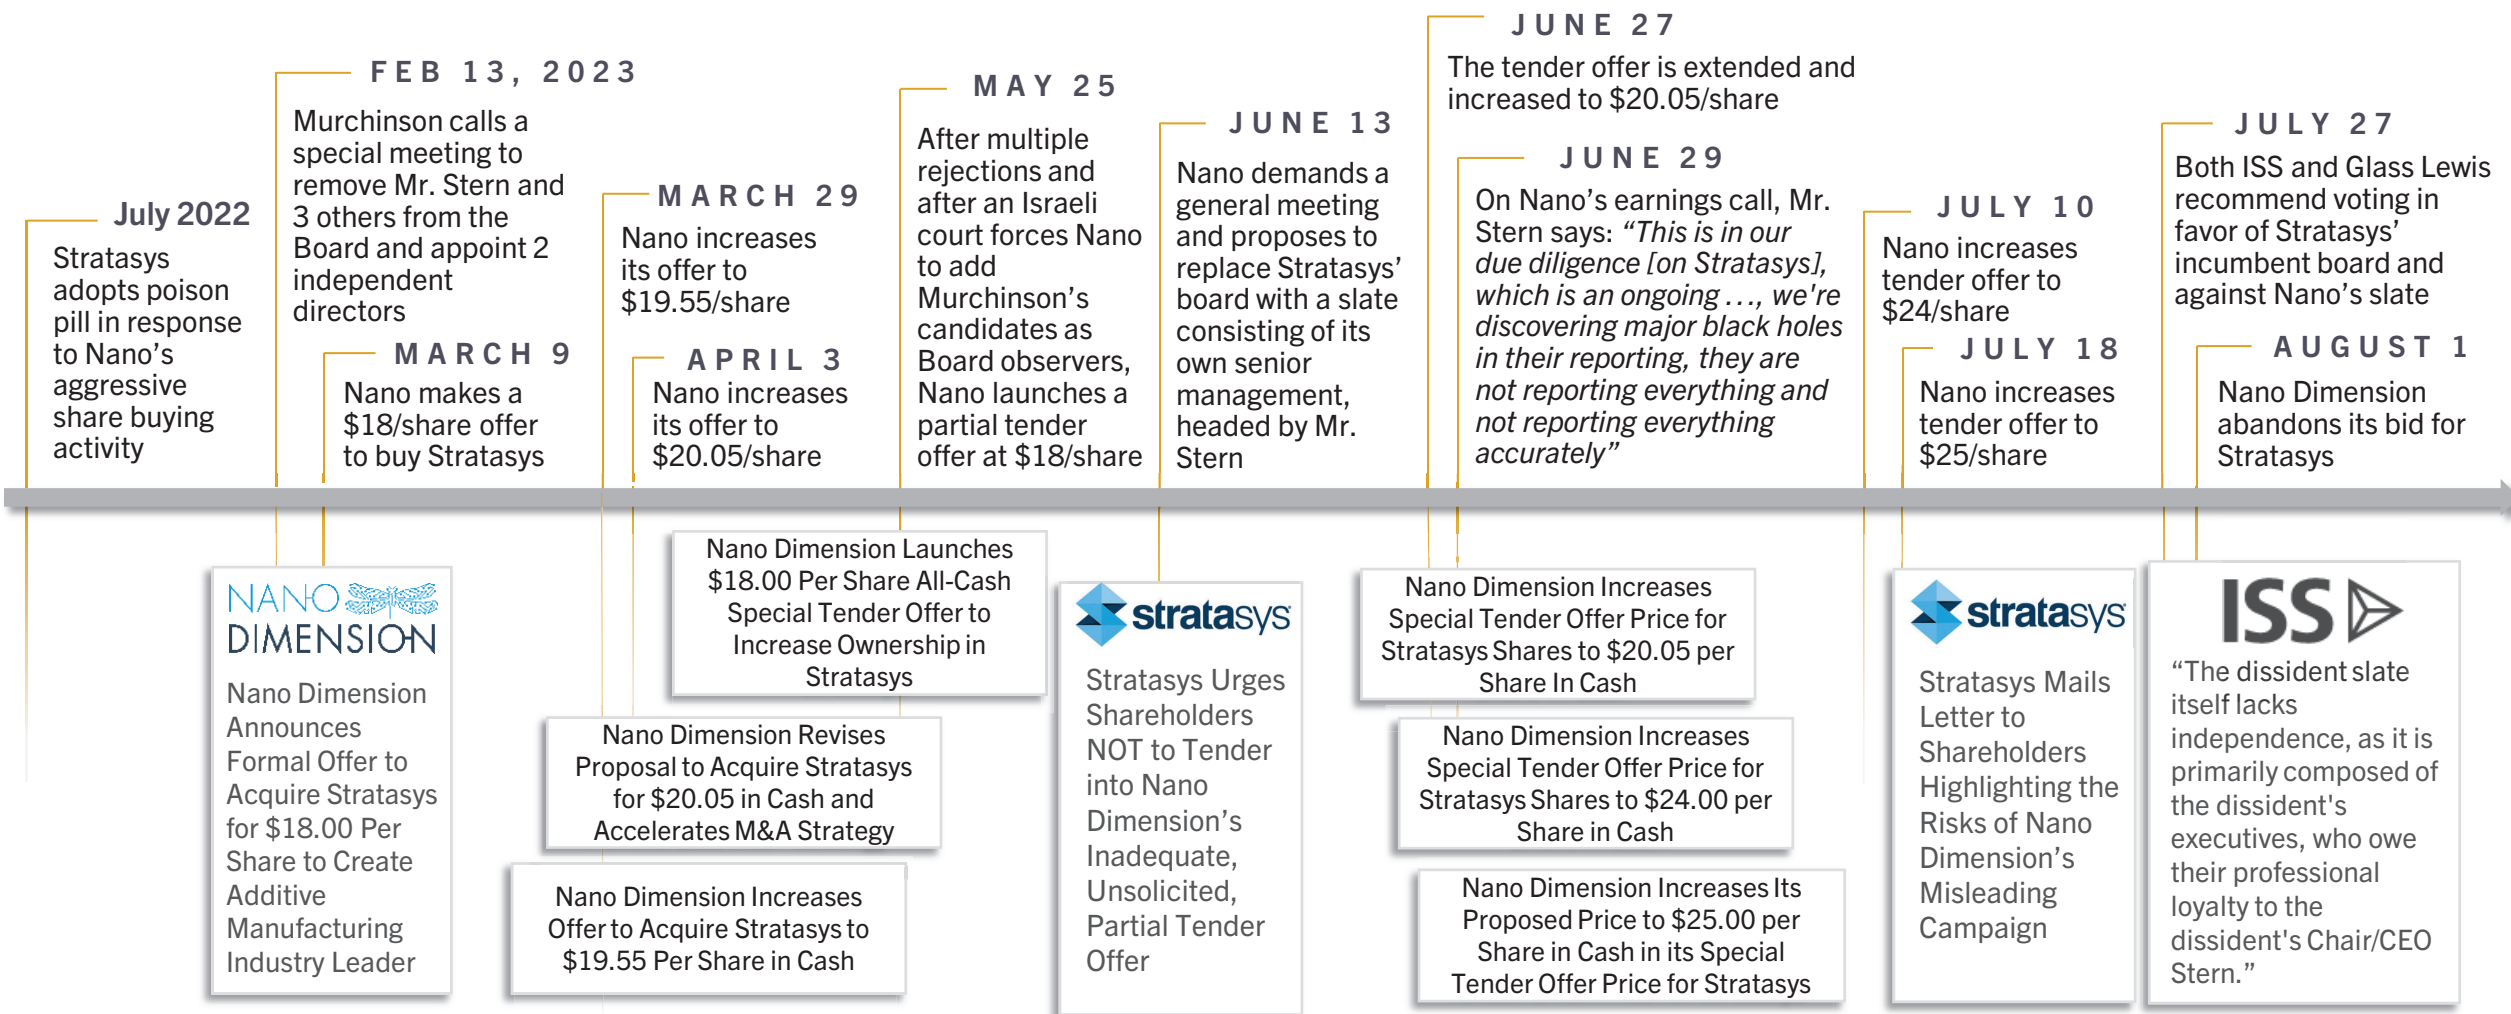 July 2022
Stratasys
adopts poison
pill in response
to Nano's
aggressive
share buying
activity
FEB 13, 2023
Murchinson calls a
special meeting to
remove Mr. Stern and
3 others from the
Board and appoint 2
independent
directors
MARCH 9
Nano makes a
$18/share offer
to buy Stratasys
MARCH 29
Nano increases
its offer to
$19.55/share
APRIL 3
Nano increases
its offer to
$20.05/share
MAY 25
After multiple
rejections and
after an Israeli
court forces Nano
to add
Murchinson's
candidates as
Board observers,
Nano launches a
partial tender
offer at $18/share
JUNE 13
Nano demands a
general meeting
and proposes to
replace Stratasys'
board with a slate
consisting of its
own senior
management,
headed by Mr.
Stern
JUNE 27
The tender offer is extended and
increased to $20.05/share
JUNE 29
On Nano's earnings call, Mr.
Stern says: “This is in our
due diligence [on Stratasys],
which is an ongoing ..., we're
discovering major black holes
in their reporting, they are
not reporting everything and
not reporting everything
accurately”
JULY 10
Nano increases
tender offer to
$24/share
JULY 18
Nano increases
tender offer to
$25/share
JULY 27
Both ISS and Glass Lewis
recommend voting in
favor of Stratasys'
incumbent board and
against Nano's slate
AUGUST 1
Nano Dimension
abandons its bid for
Stratasys
NANO
DIMENSION
Nano Dimension
Announces
Formal Offer to
Acquire Stratasys
for $18.00 Per
Share to Create
Additive
Manufacturing
Industry Leader
Nano Dimension Launches
$18.00 Per Share All-Cash
Special Tender Offer to
Increase Ownership in
Stratasys
Nano Dimension Revises
Proposal to Acquire Stratasys
for $20.05 in Cash and
Accelerates M&A Strategy
Nano Dimension Increases
Offer to Acquire Stratasys to
$19.55 Per Share in Cash
stratasys
Stratasys Urges
Shareholders
NOT to Tender
into Nano
Dimension's
Inadequate,
Unsolicited,
Partial Tender
Offer
Nano Dimension Increases
Special Tender Offer Price for
Stratasys Shares to $20.05 per
Share In Cash
Nano Dimension Increases
Special Tender Offer Price for
Stratasys Shares to $24.00 per
Share in Cash
Nano Dimension Increases Its
Proposed Price to $25.00 per
Share in Cash in its Special
Tender Offer Price for Stratasys
stratasys
Stratasys Mails
Letter to
Shareholders
Highlighting the
Risks of Nano
Dimension's
Misleading
Campaign
ISS
“The dissident slate
itself lacks
independence, as it is
primarily composed of
the dissident's
executives, who owe
their professional
loyalty to the
dissident's Chair/CEO
Stern.”